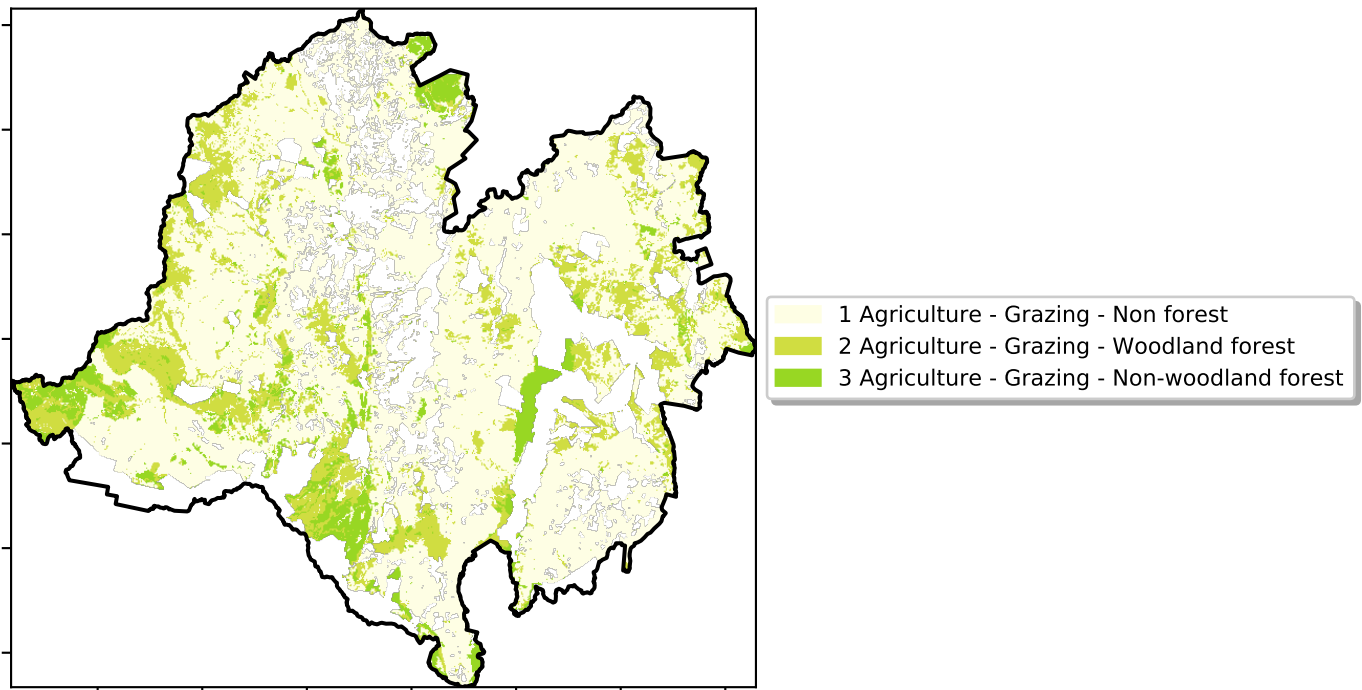 1 Agriculture - Grazing - Non forest
2 Agriculture - Grazing - Woodland forest
3 Agriculture - Grazing - Non-woodland forest